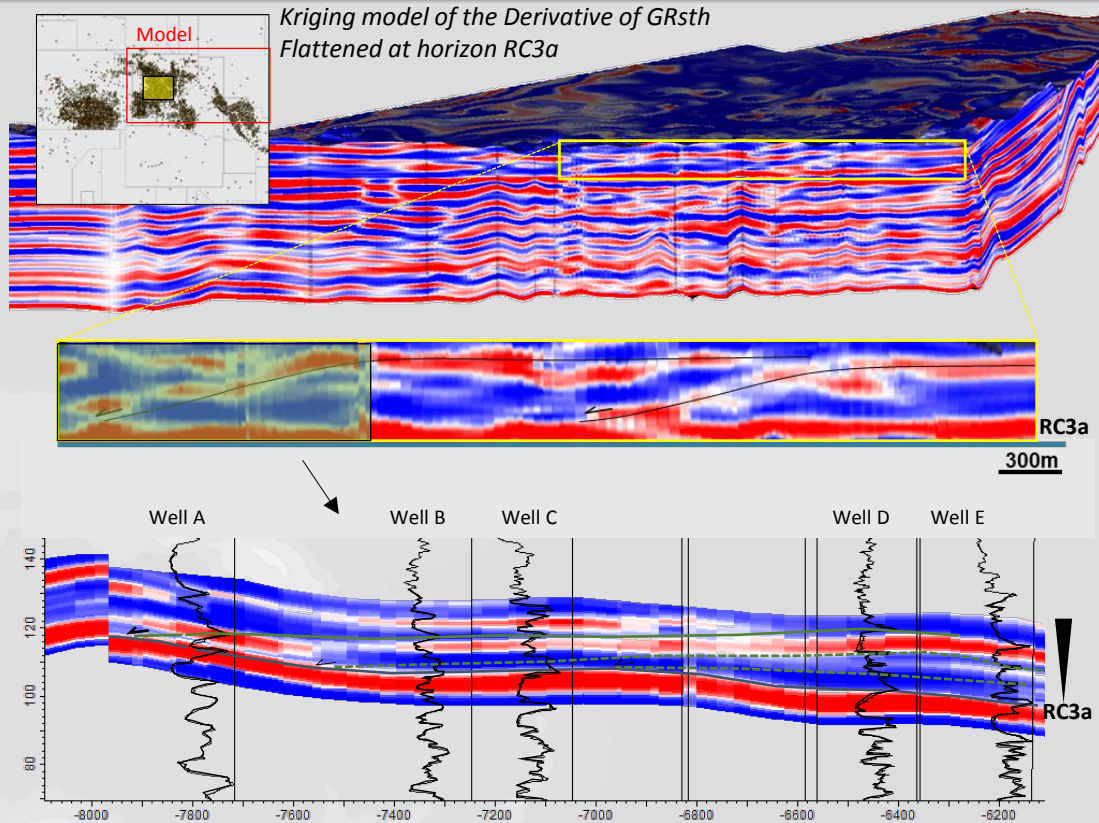 Kriging model of the Derivative of GRsth
Flattened at horizon RC3a
Model
RC3a
300m
Well A
Well B
Well C
Well D
Well E
140
120
100
80
RC3a
-8000
-7800
-7600
-7400
-7200
-7000
-6800
-6600
-6400
-6200